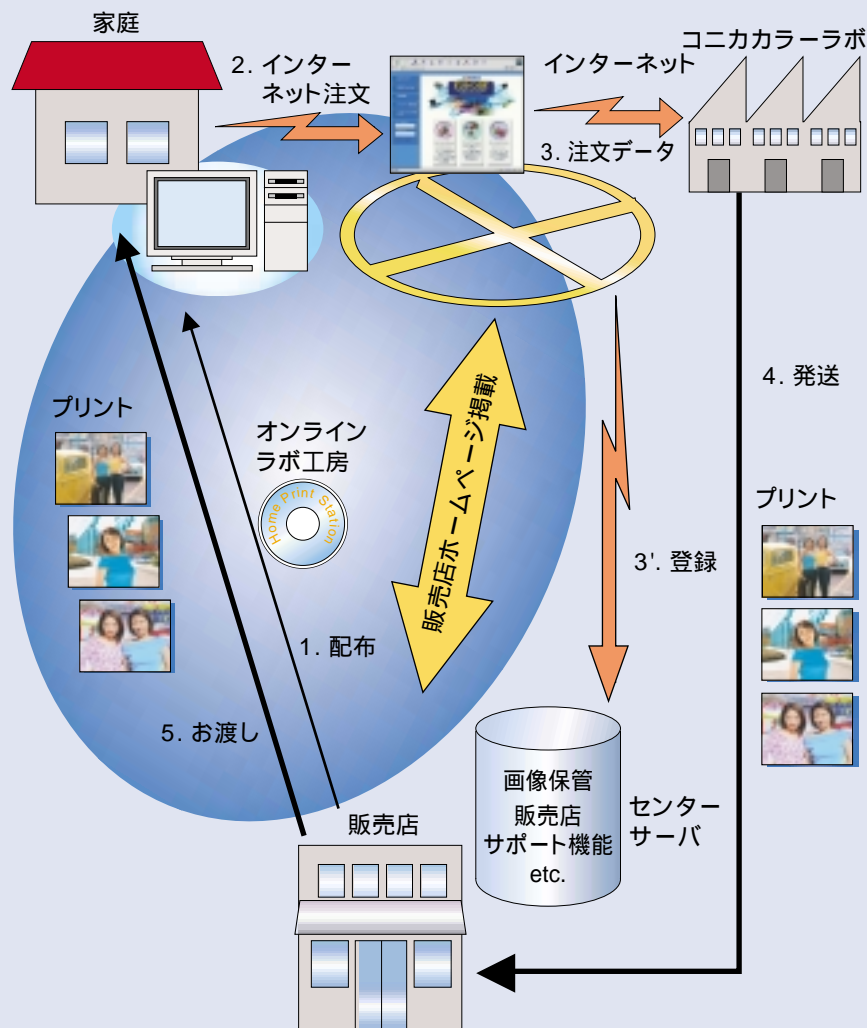 家庭
コニカカラーラボ
2. インター
ネット注文
インターネット
3. 注文データ
4. 発送
プリント
オンライン
ラボ工房
Home Print Station
販売店ホームページ掲載
プリント
3'. 登録
1. 配布
5. お渡し
画像保管
販売店
サポート機能
etc.
センター
サーバ
販売店